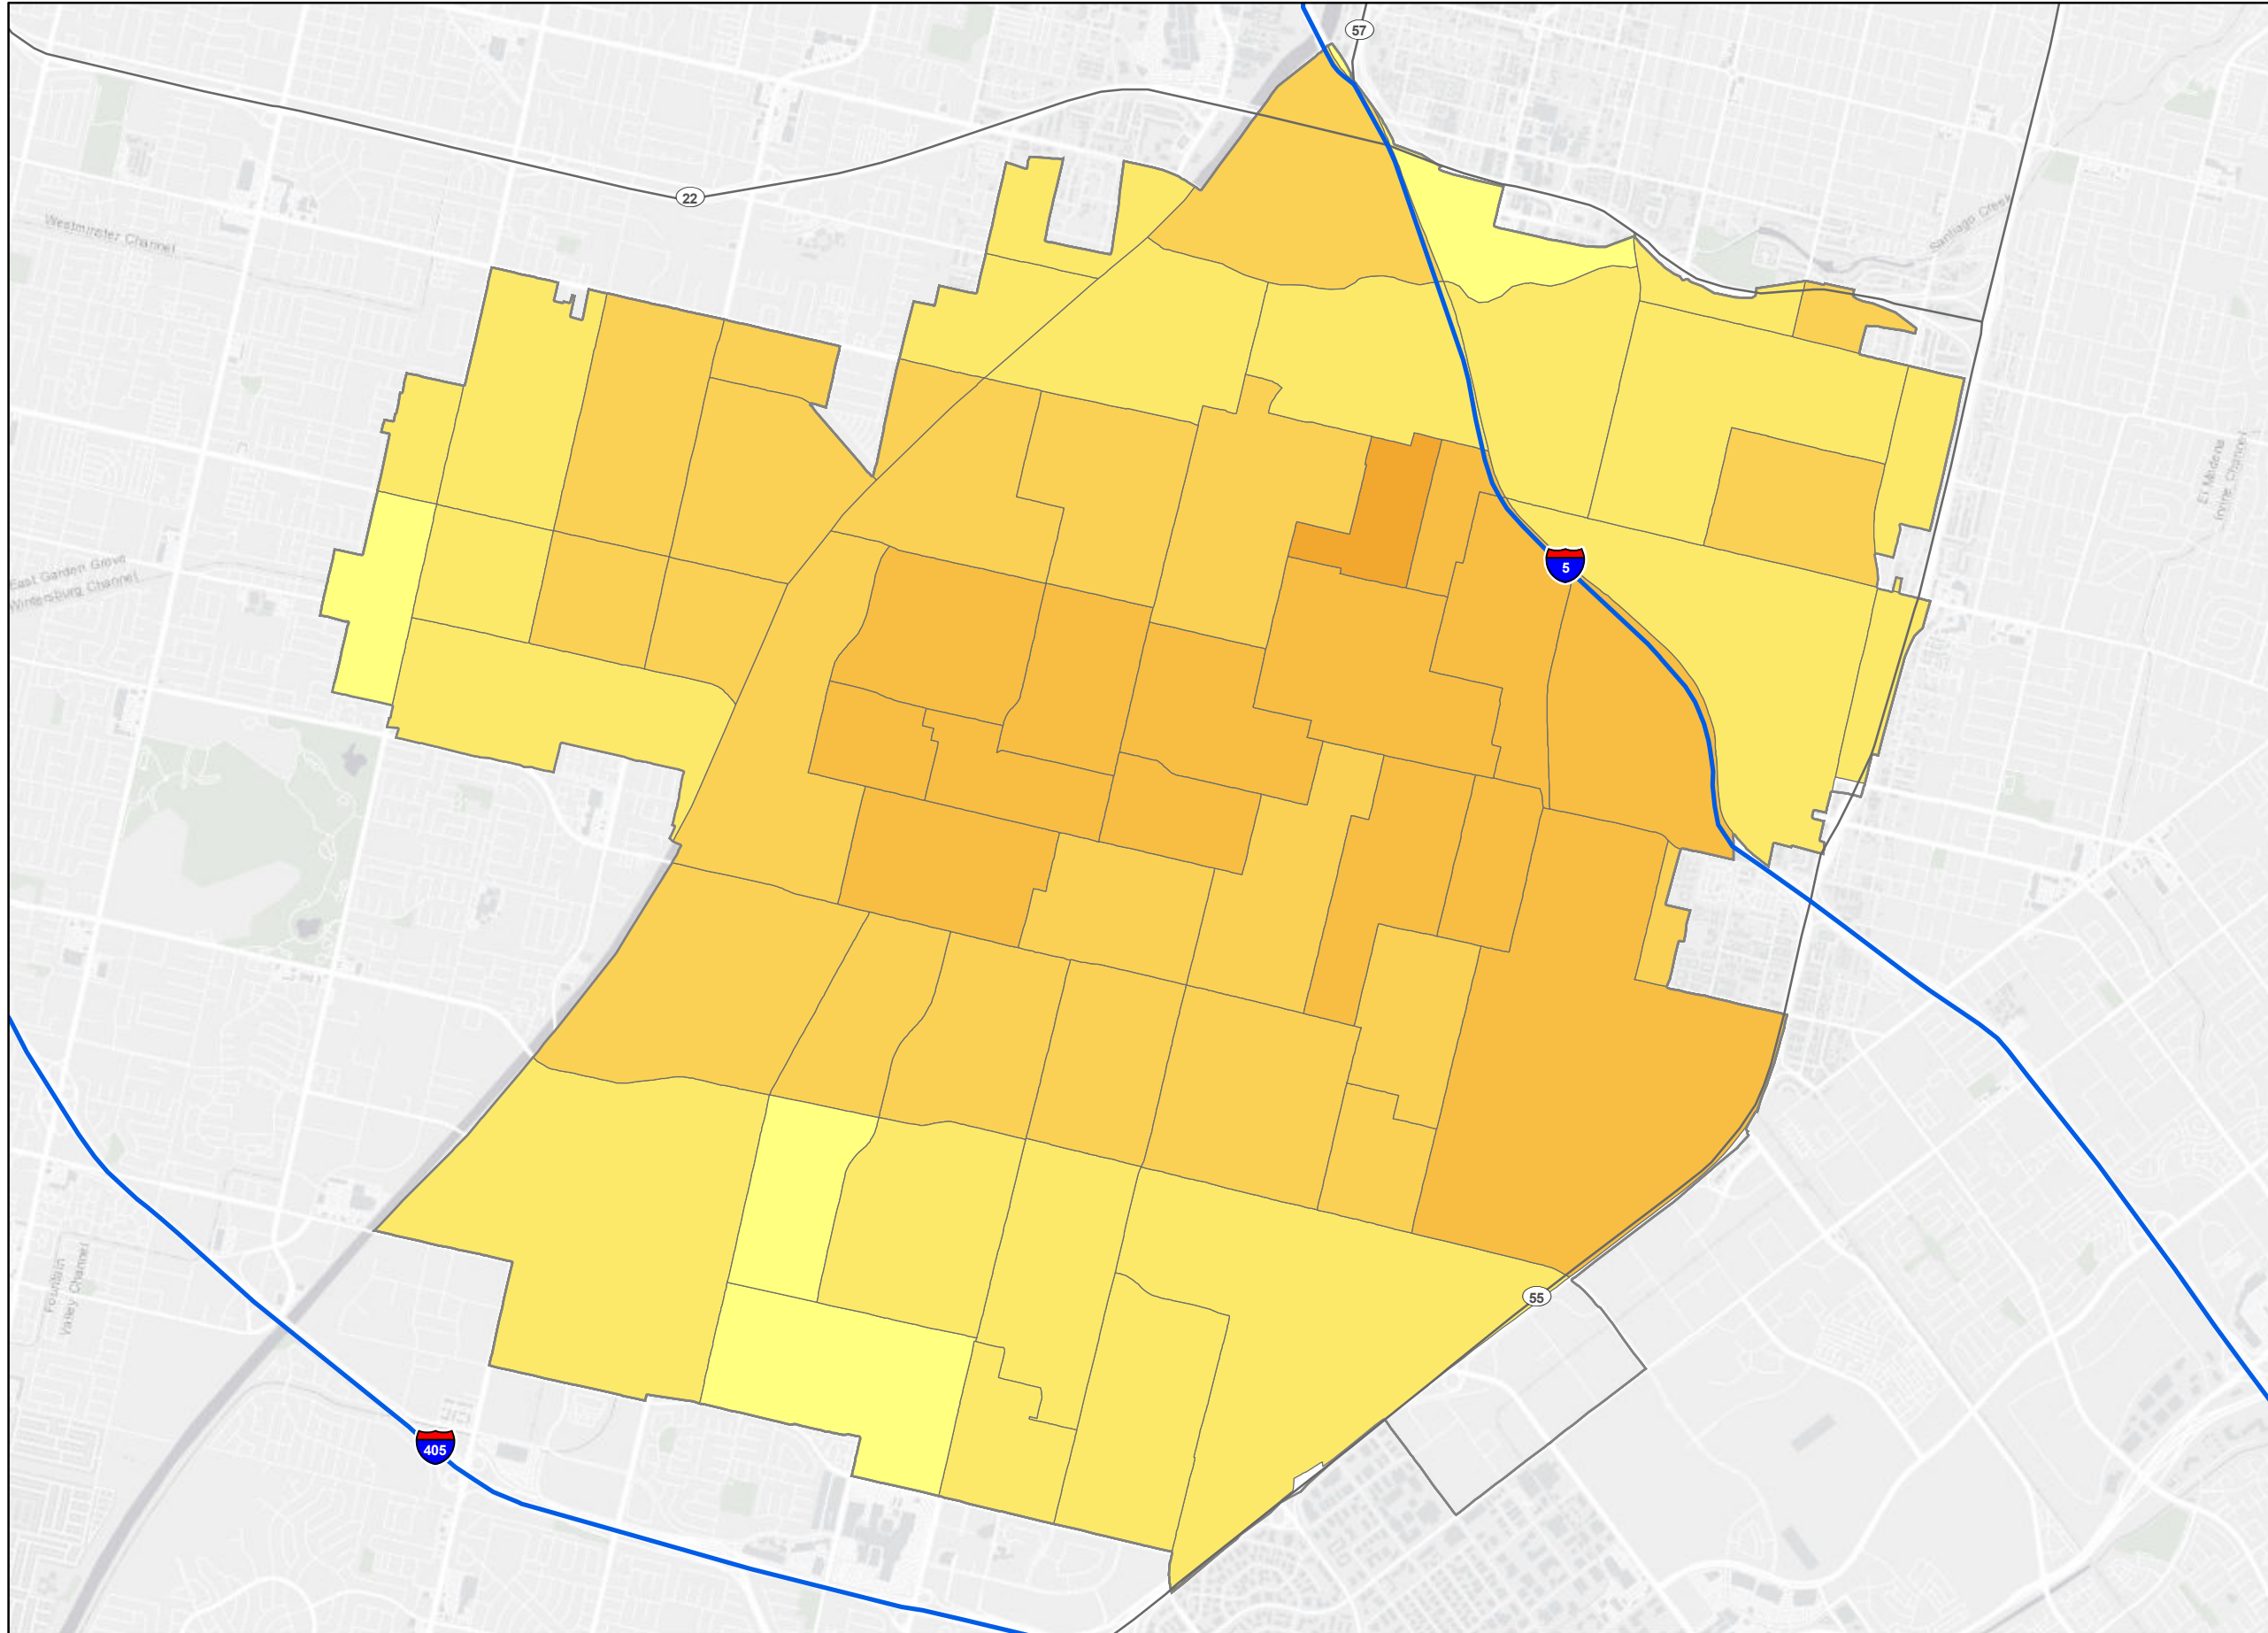 57
22
Westminster Channel
Santiago Creek
El Modena
Irvine Channel
5
East Garden Grove
Wintersburg Channel
Fountain
Valley Channel
55
405